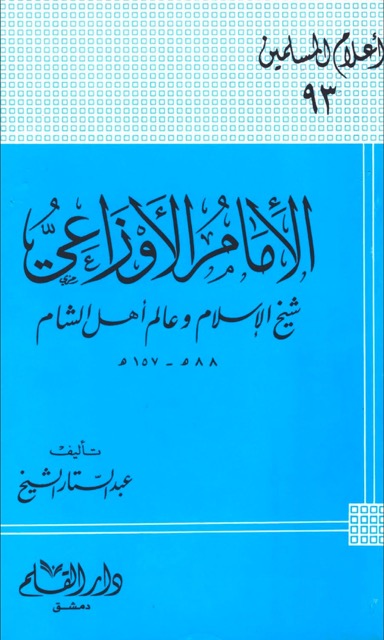 أعلام المسلمين
٩٣
الإمام الأوزاعيُّ
شيخ الإسلام وعالم أهل الشام
٨٨هـ - ١٥٧هـ
تأليف
عبد الستار الشيخ
دار القلم
دمشق